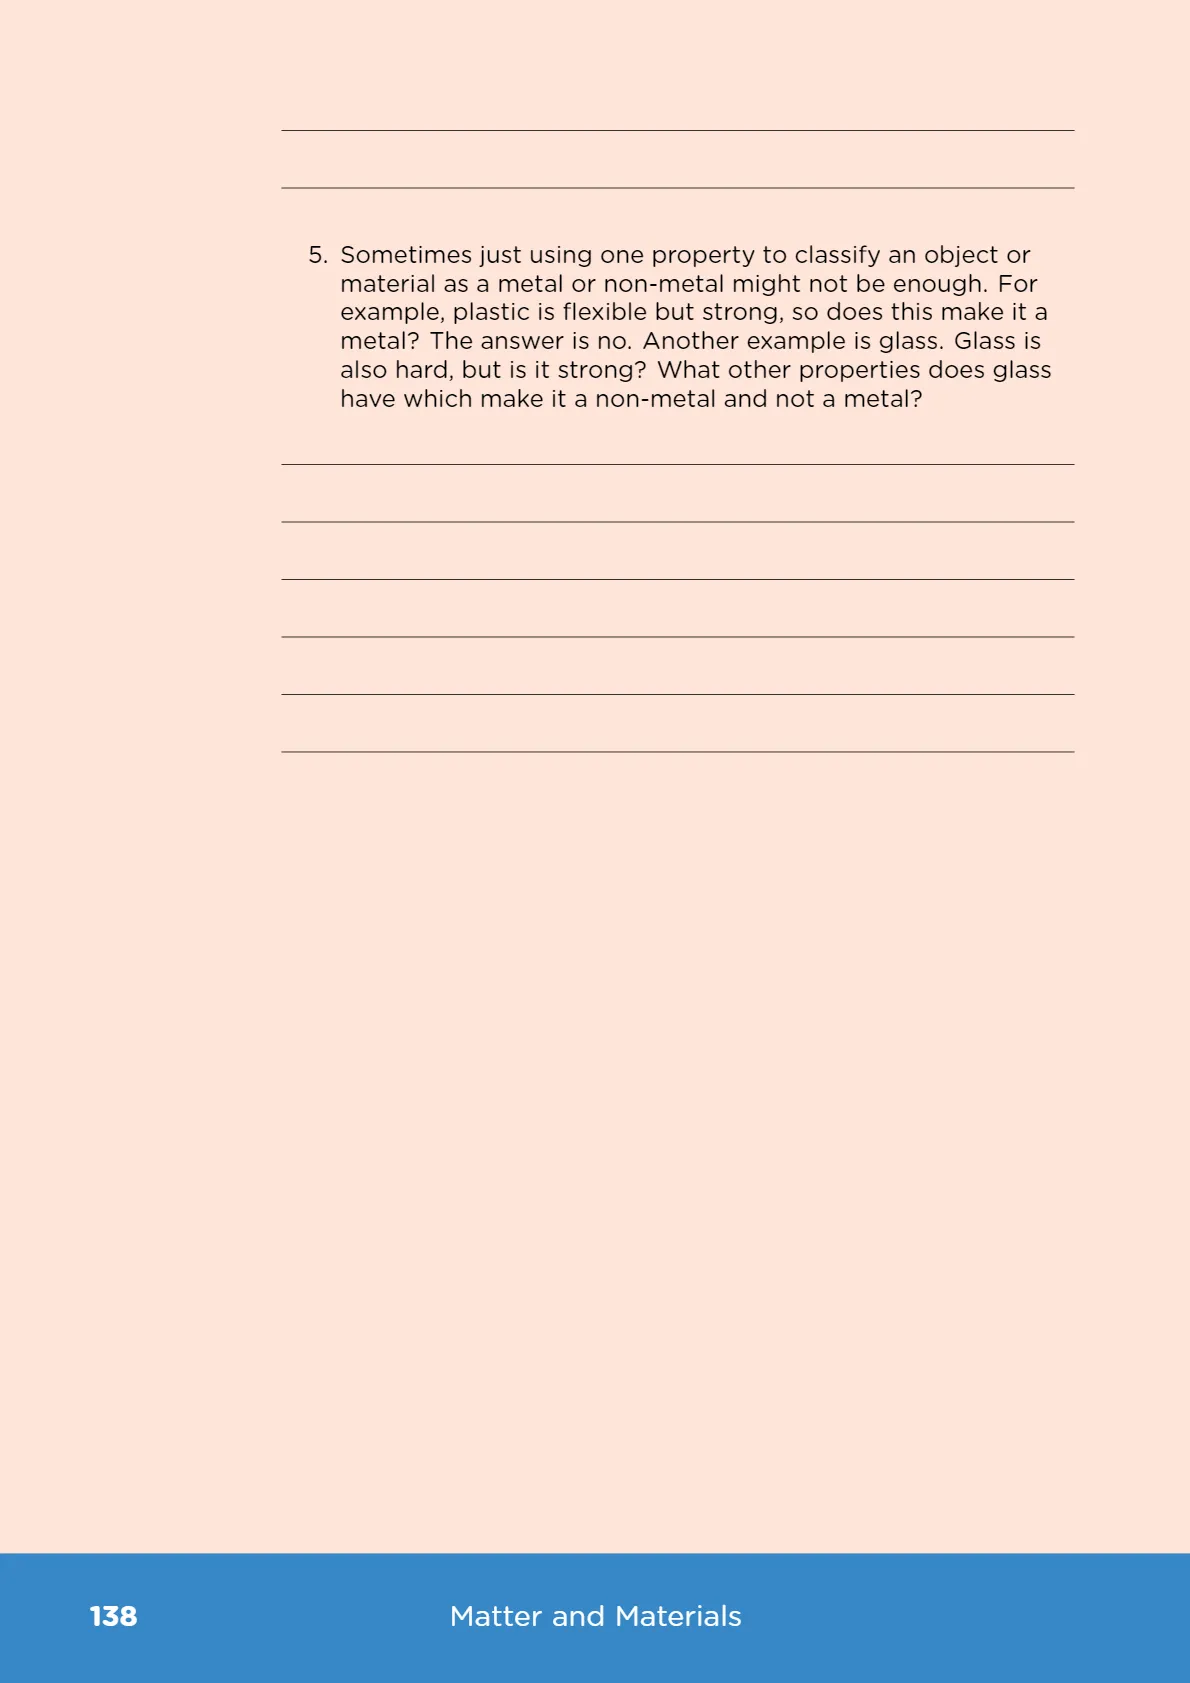 5. Sometimes just using one property to classify an object or
material as a metal or non-metal might not be enough. For
example, plastic is flexible but strong, so does this make it a
metal? The answer is no. Another example is glass. Glass is
also hard, but is it strong? What other properties does glass
have which make it a non-metal and not a metal?
138
Matter and Materials